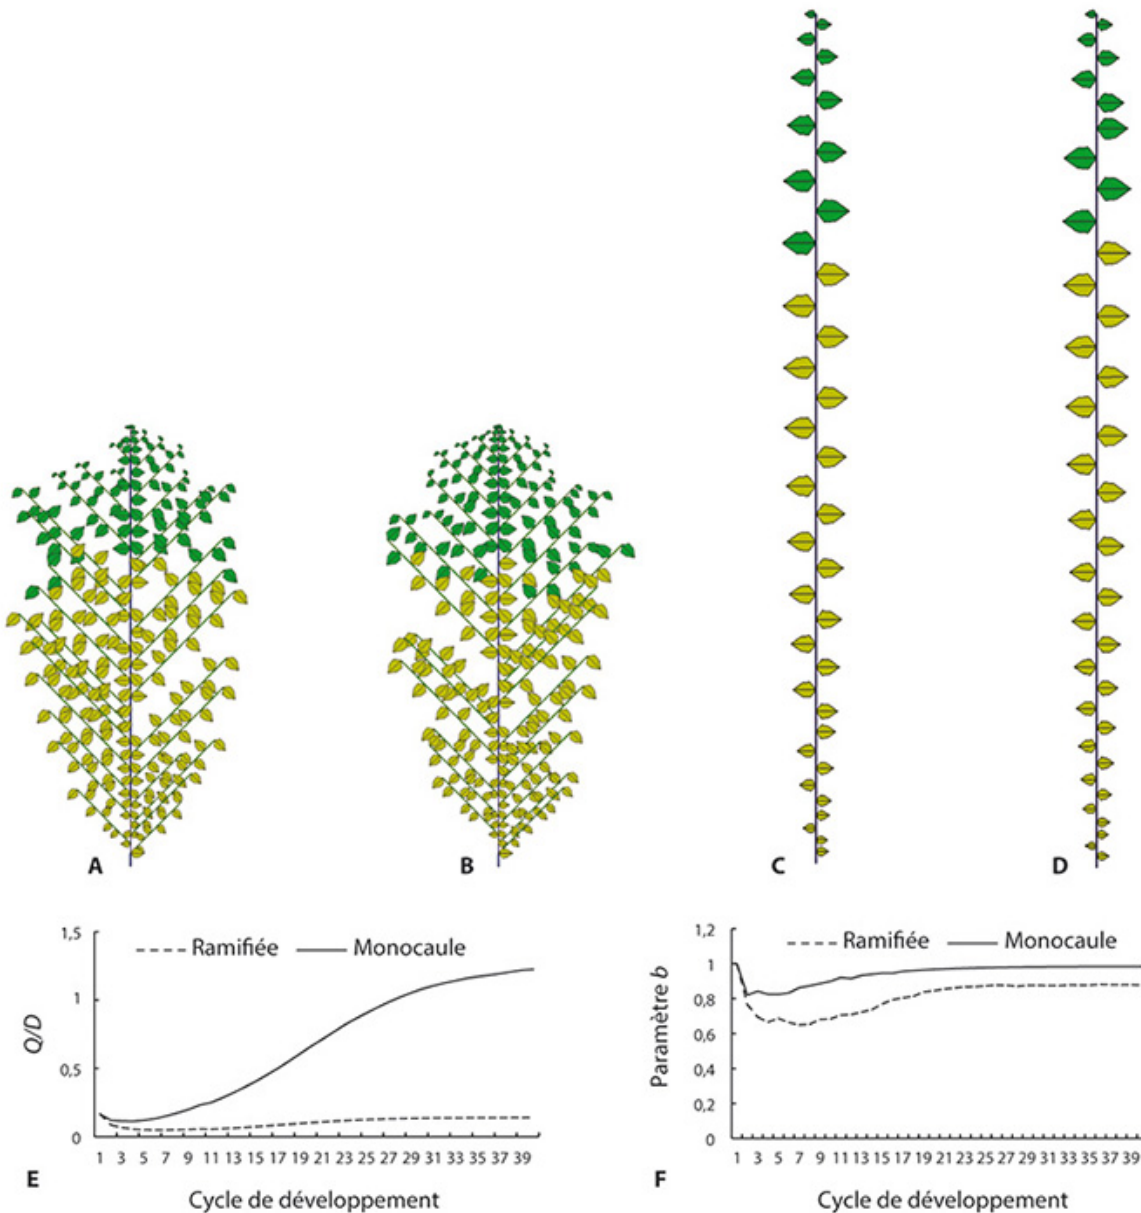 A
B
C
D
1,5
1
0,5
0
Q/D
Ramifiée
Monocaule
1 3 5 7 9 11 13 15 17 19 21 23 25 27 29 31 33 35 37 39
E
Cycle de développement
1,2
1
0,8
0,6
0,4
0,2
0
Paramètre b
Ramifiée
Monocaule
1 3 5 7 9 11 13 15 17 19 21 23 25 27 29 31 33 35 37 39
F
Cycle de développement